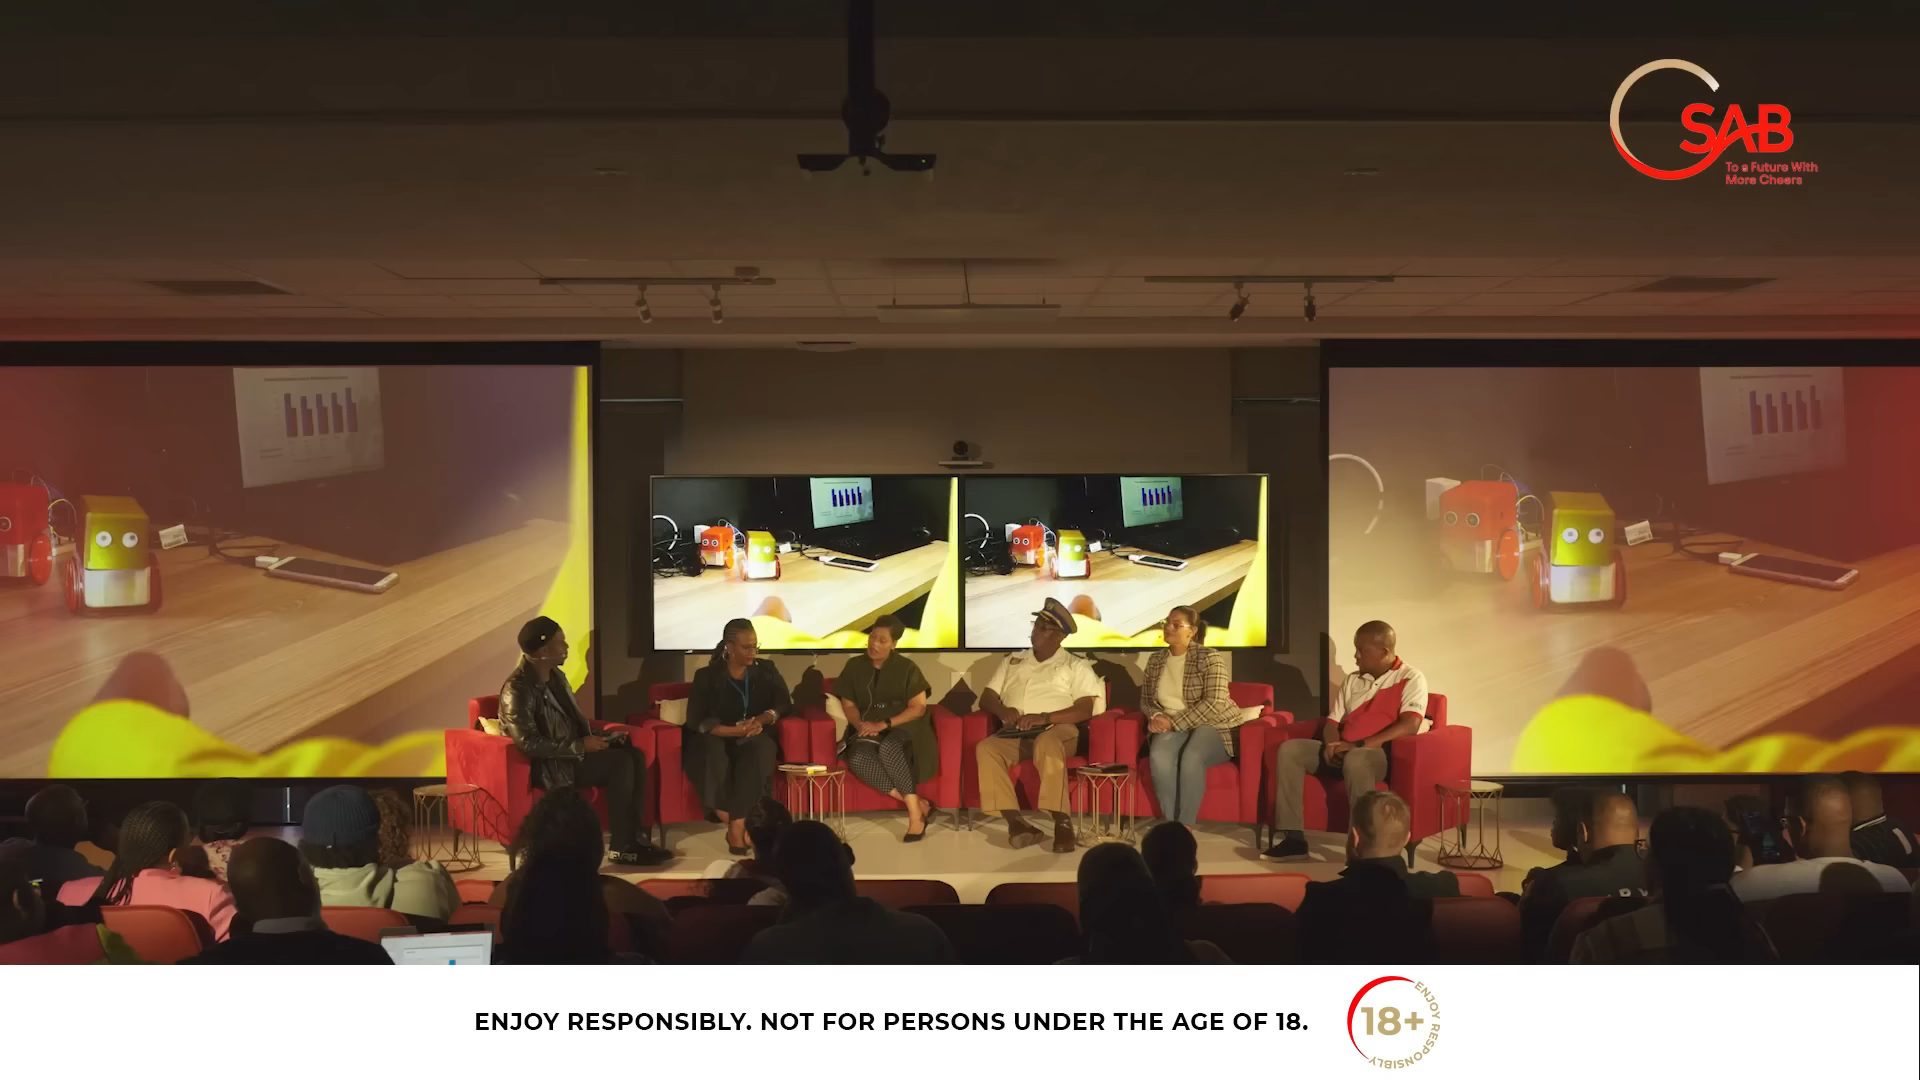 SAB
To a Future With
More Cheers
ENJOY RESPONSIBLY. NOT FOR PERSONS UNDER THE AGE OF 18.
18+
ENJOY RESPONSIBLY